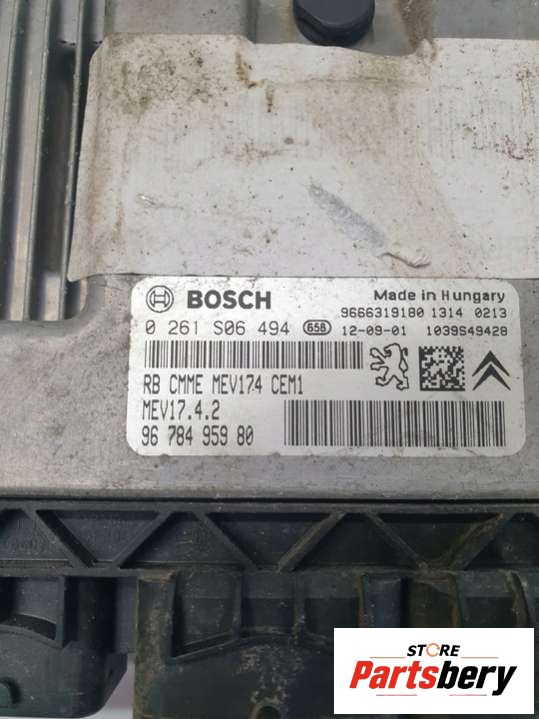 BOSCH
Made in Hungary
9666319180 1314 0213
0 261 S06 494 658 12-09-01 1039S49428
RB CMME MEV174 CEM1
MEV17.4.2
96 784 959 80
STORE
Partsbery